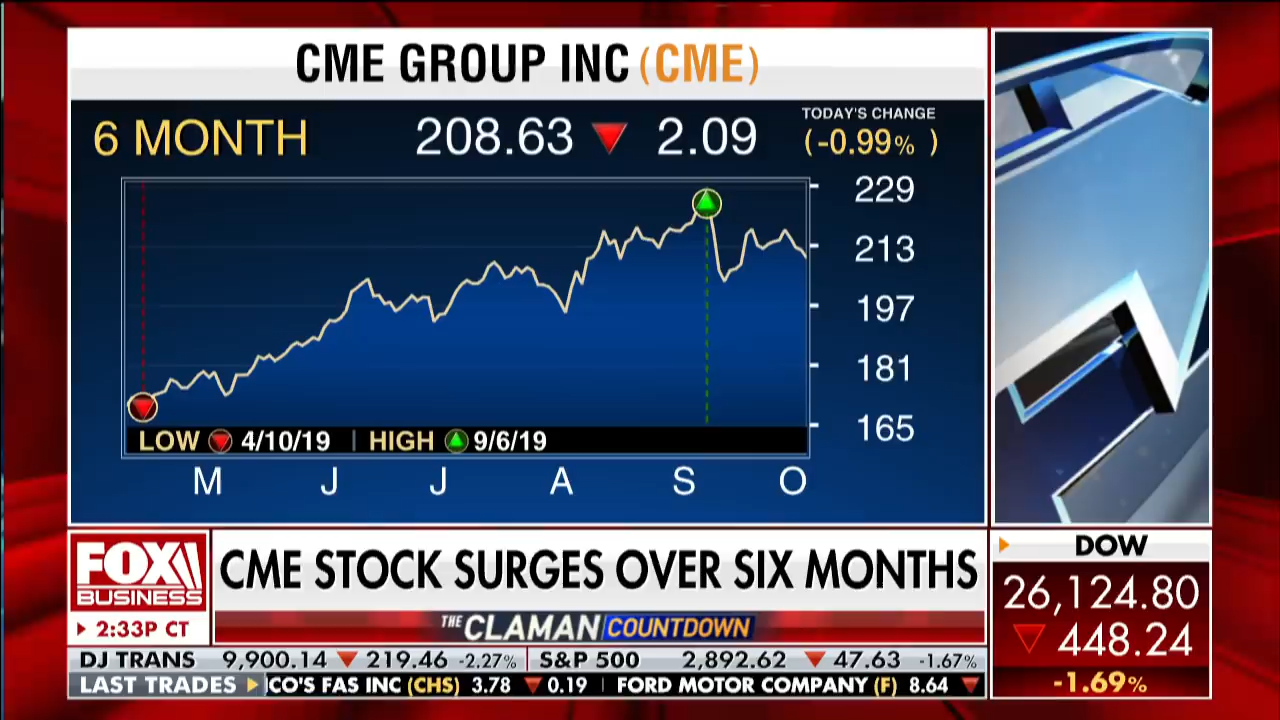 CME GROUP INC (CME)
6 MONTH 208.63 ▼ 2.09 TODAY'S CHANGE (-0.99%)
229
213
197
181
165
LOW ▼ 4/10/19 | HIGH ▲ 9/6/19
M J J A S O
FOX BUSINESS
2:33P CT
CME STOCK SURGES OVER SIX MONTHS
THE CLAMAN COUNTDOWN
DOW
26,124.80
▼ 448.24
-1.69%
DJ TRANS 9,900.14 ▼ 219.46 -2.27% | S&P 500 2,892.62 ▼ 47.63 -1.67%
LAST TRADES ICO'S FAS INC (CHS) 3.78 ▼ 0.19 | FORD MOTOR COMPANY (F) 8.64 ▼